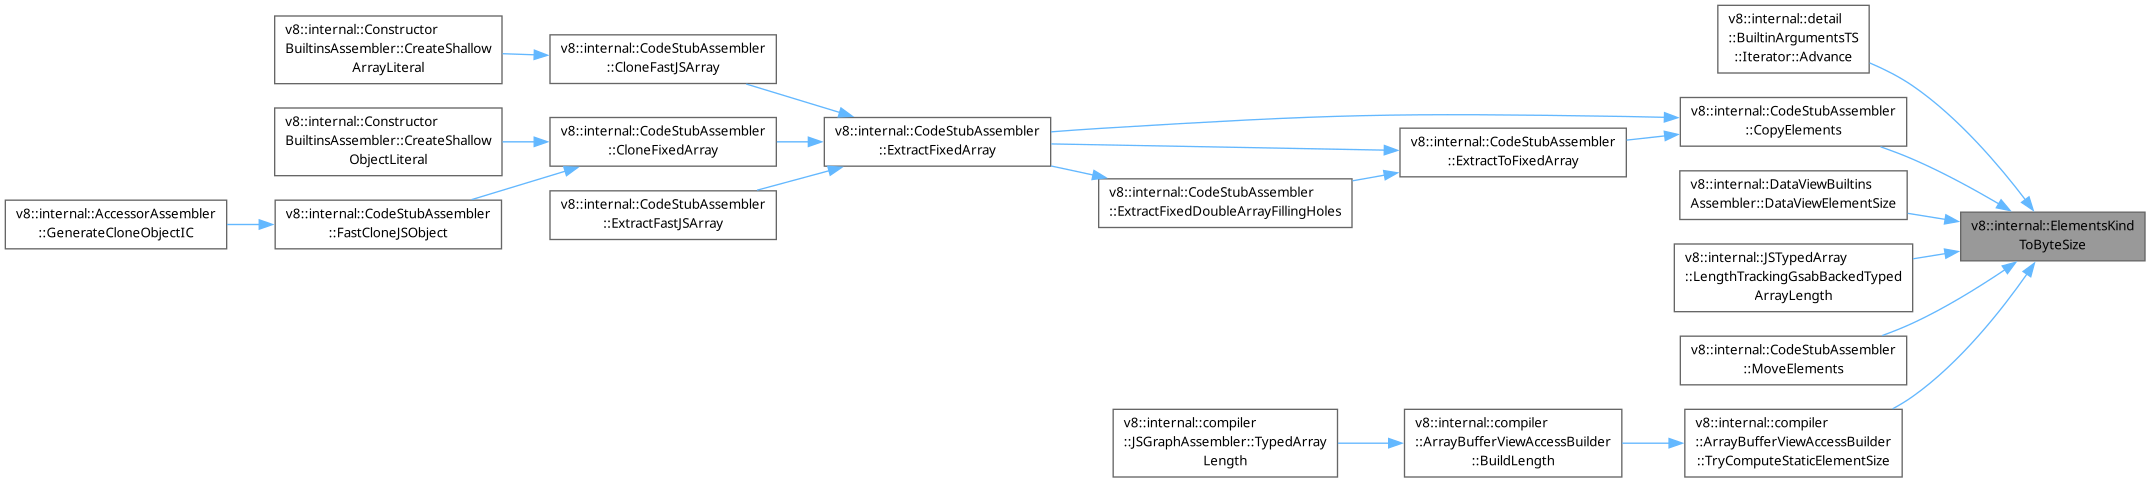 v8::internal::Constructor
BuiltinsAssembler::CreateShallow
ArrayLiteral
v8::internal::CodeStubAssembler
::CloneFastJSArray
v8::internal::detail
::BuiltinArgumentsTS
::Iterator::Advance
v8::internal::Constructor
BuiltinsAssembler::CreateShallow
ObjectLiteral
v8::internal::CodeStubAssembler
::CloneFixedArray
v8::internal::CodeStubAssembler
::ExtractFixedArray
v8::internal::CodeStubAssembler
::ExtractToFixedArray
v8::internal::CodeStubAssembler
::CopyElements
v8::internal::AccessorAssembler
::GenerateCloneObjectIC
v8::internal::CodeStubAssembler
::FastCloneJSObject
v8::internal::CodeStubAssembler
::ExtractFastJSArray
v8::internal::CodeStubAssembler
::ExtractFixedDoubleArrayFillingHoles
v8::internal::DataViewBuiltins
Assembler::DataViewElementSize
v8::internal::ElementsKind
ToByteSize
v8::internal::JSTypedArray
::LengthTrackingGsabBackedTyped
ArrayLength
v8::internal::CodeStubAssembler
::MoveElements
v8::internal::compiler
::JSGraphAssembler::TypedArray
Length
v8::internal::compiler
::ArrayBufferViewAccessBuilder
::BuildLength
v8::internal::compiler
::ArrayBufferViewAccessBuilder
::TryComputeStaticElementSize